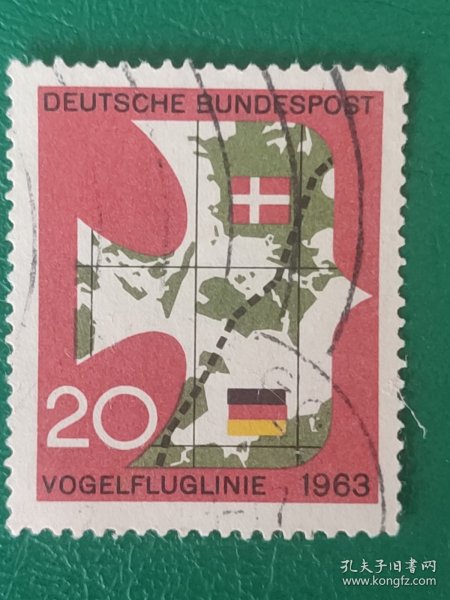 DEUTSCHE BUNDESPOST
20
VOGELFLUGLINIE 1963
孔夫子旧书网
www.kongfz.com